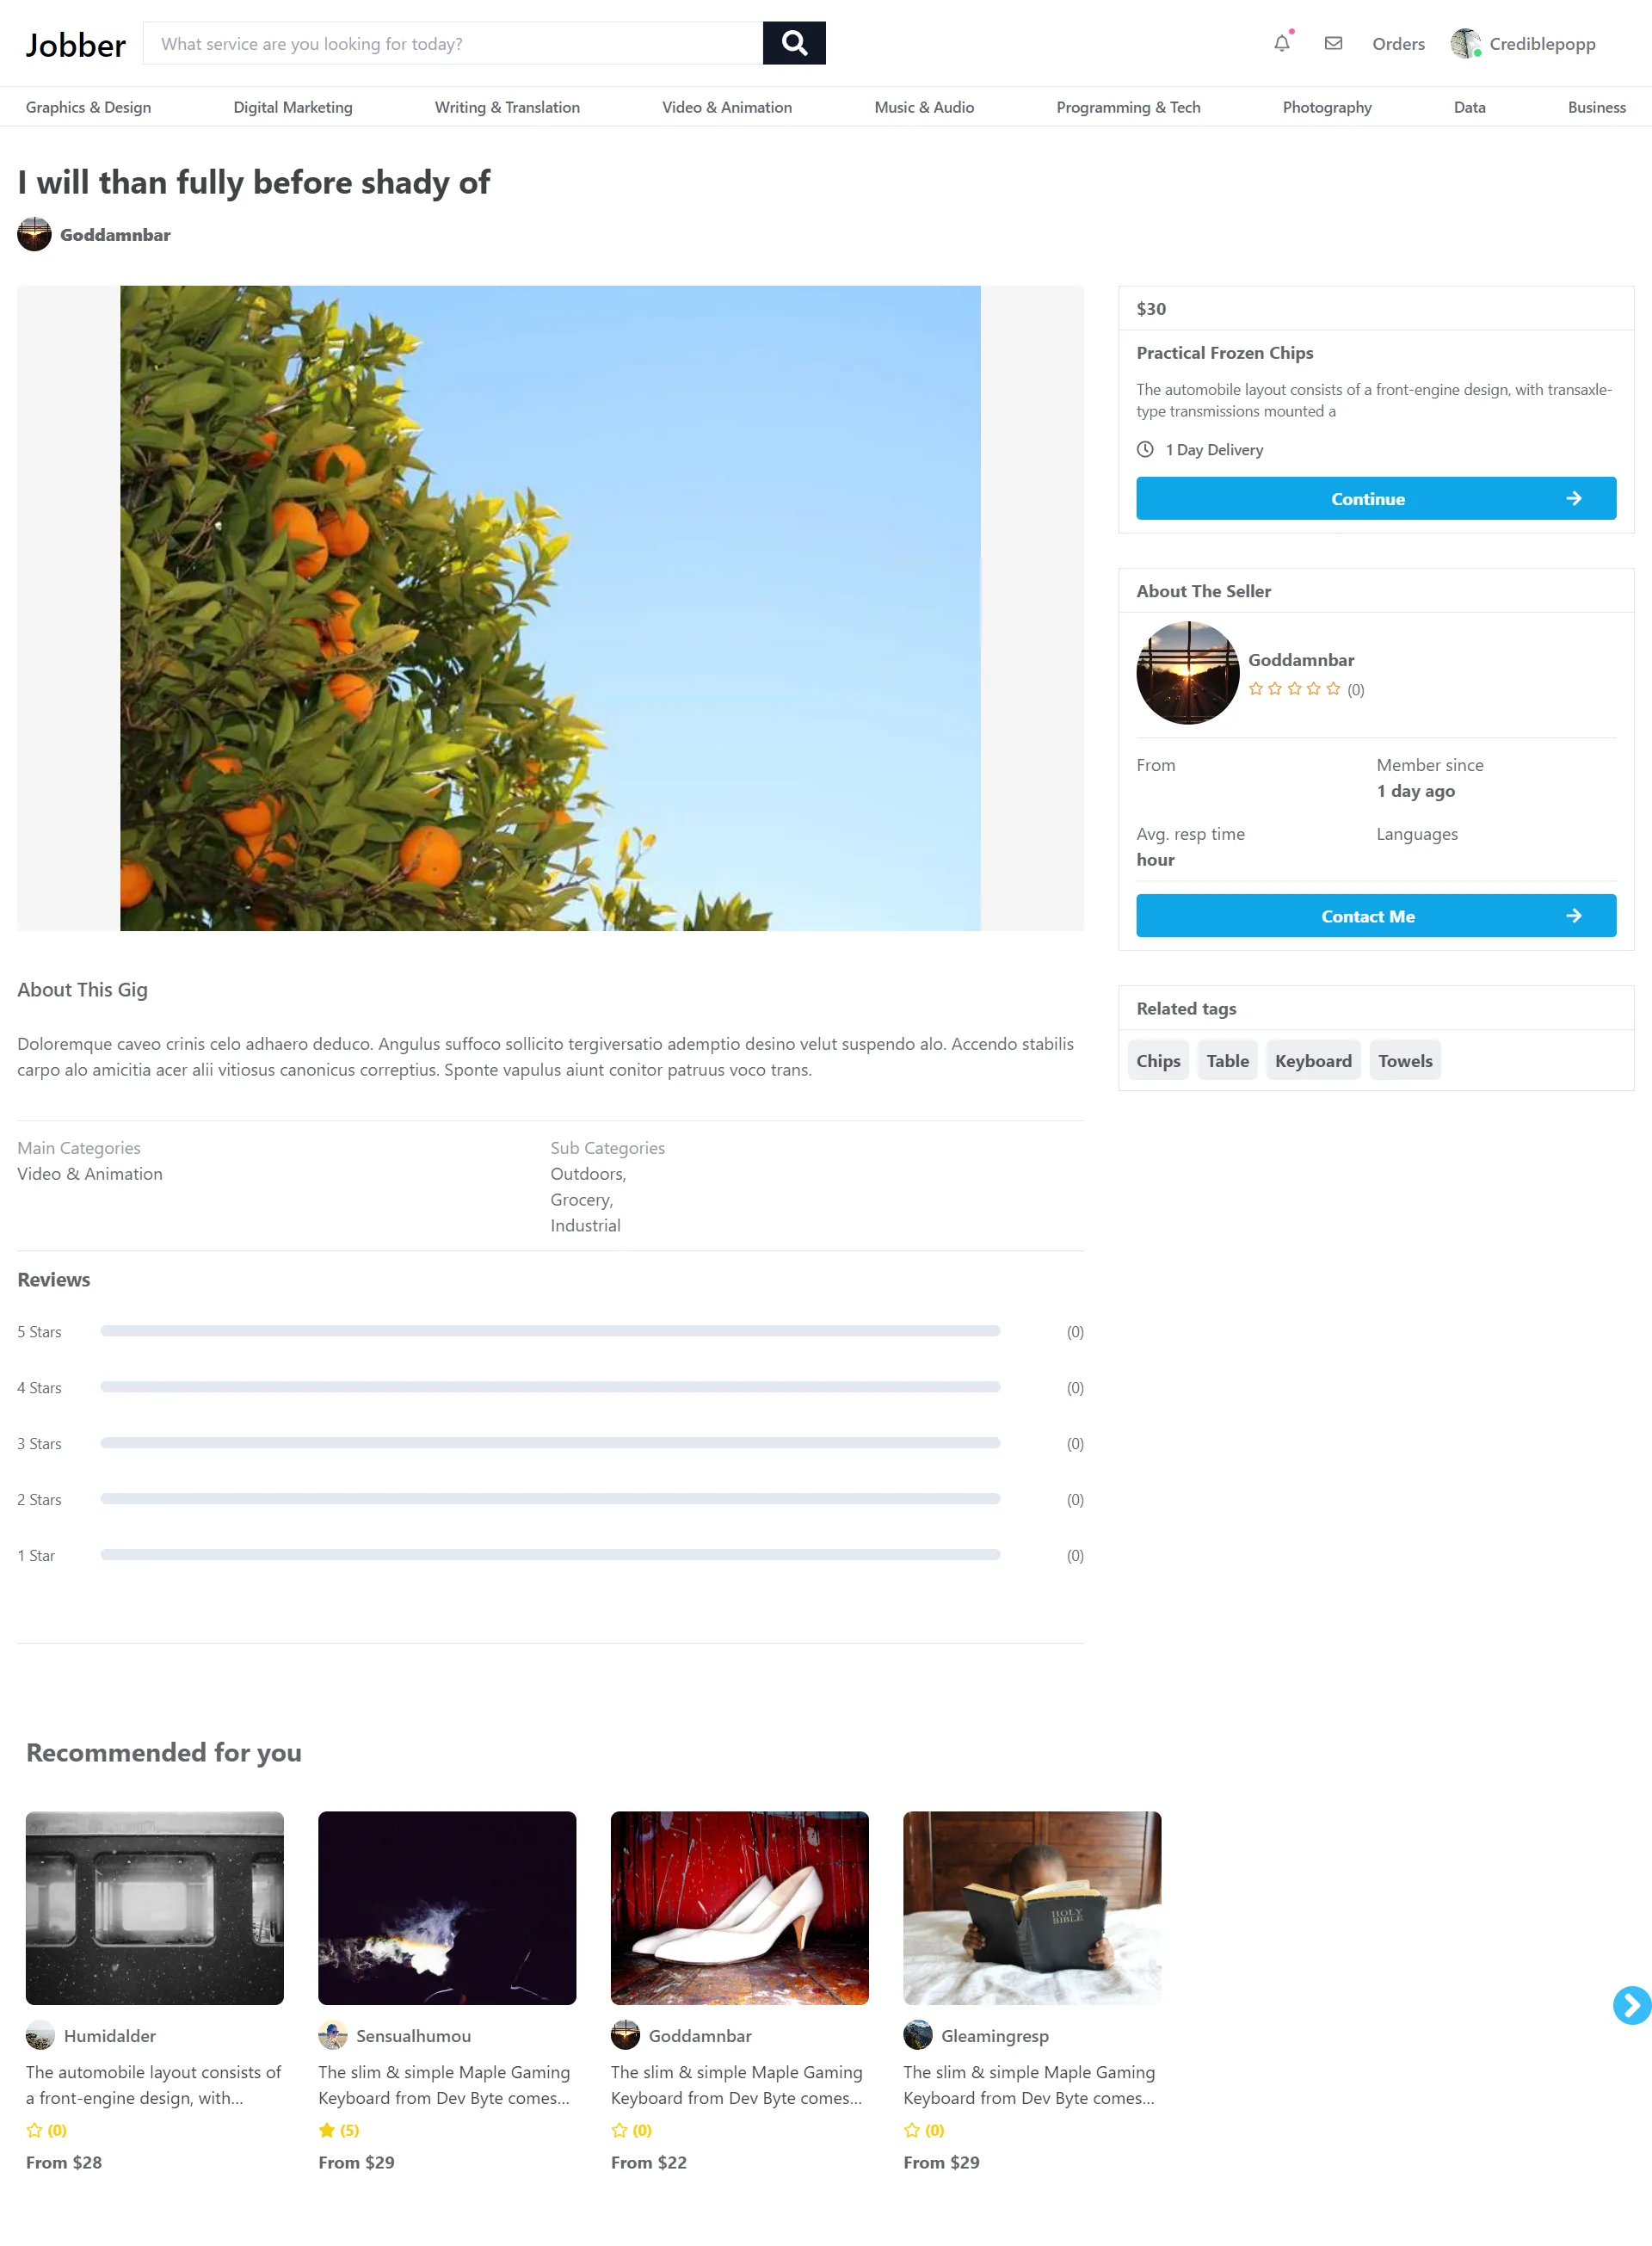 Jobber
What service are you looking for today?
Orders
Crediblepopp
Graphics & Design
Digital Marketing
Writing & Translation
Video & Animation
Music & Audio
Programming & Tech
Photography
Data
Business
I will than fully before shady of
Goddamnbar
$30
Practical Frozen Chips
The automobile layout consists of a front-engine design, with transaxle-
type transmissions mounted a
1 Day Delivery
Continue
About The Seller
Goddamnbar
(0)
From
Member since
1 day ago
Avg. resp time
hour
Languages
Contact Me
Related tags
Chips
Table
Keyboard
Towels
About This Gig
Doloremque caveo crinis celo adhaero deduco. Angulus suffoco sollicito tergiversatio ademptio desino velut suspendo alo. Accendo stabilis
carpo alo amicitia acer alii vitiosus canonicus correptius. Sponte vapulus aiunt conitor patruus voco trans.
Main Categories
Video & Animation
Sub Categories
Outdoors,
Grocery,
Industrial
Reviews
5 Stars (0)
4 Stars (0)
3 Stars (0)
2 Stars (0)
1 Star (0)
Recommended for you
HOLY
BIBLE
Humidalder
The automobile layout consists of
a front-engine design, with...
(0)
From $28
Sensualhumou
The slim & simple Maple Gaming
Keyboard from Dev Byte comes...
(5)
From $29
Goddamnbar
The slim & simple Maple Gaming
Keyboard from Dev Byte comes...
(0)
From $22
Gleamingresp
The slim & simple Maple Gaming
Keyboard from Dev Byte comes...
(0)
From $29